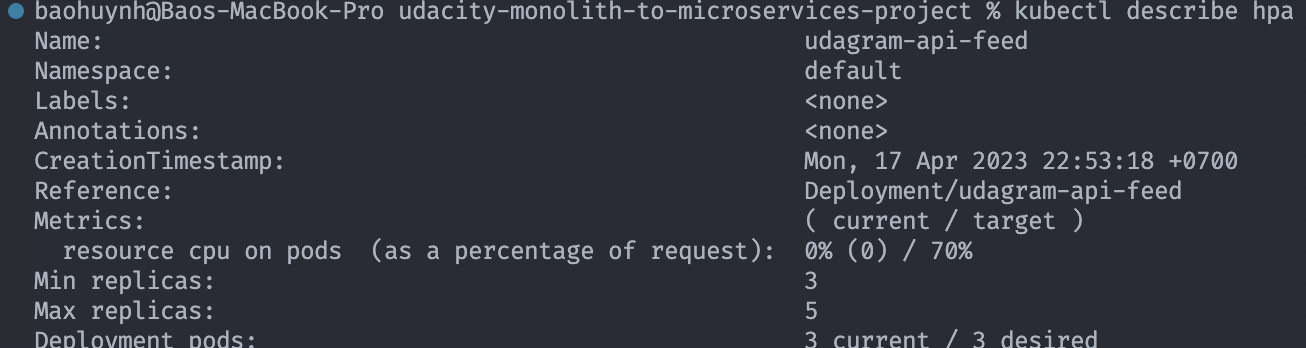 baohuynh@Baos-MacBook-Pro udacity-monolith-to-microservices-project % kubectl describe hpa
Name: udagram-api-feed
Namespace: default
Labels: <none>
Annotations: <none>
CreationTimestamp: Mon, 17 Apr 2023 22:53:18 +0700
Reference: Deployment/udagram-api-feed
Metrics: ( current / target )
resource cpu on pods (as a percentage of request): 0% (0) / 70%
Min replicas: 3
Max replicas: 5
Deployment pods: 3 current / 3 desired